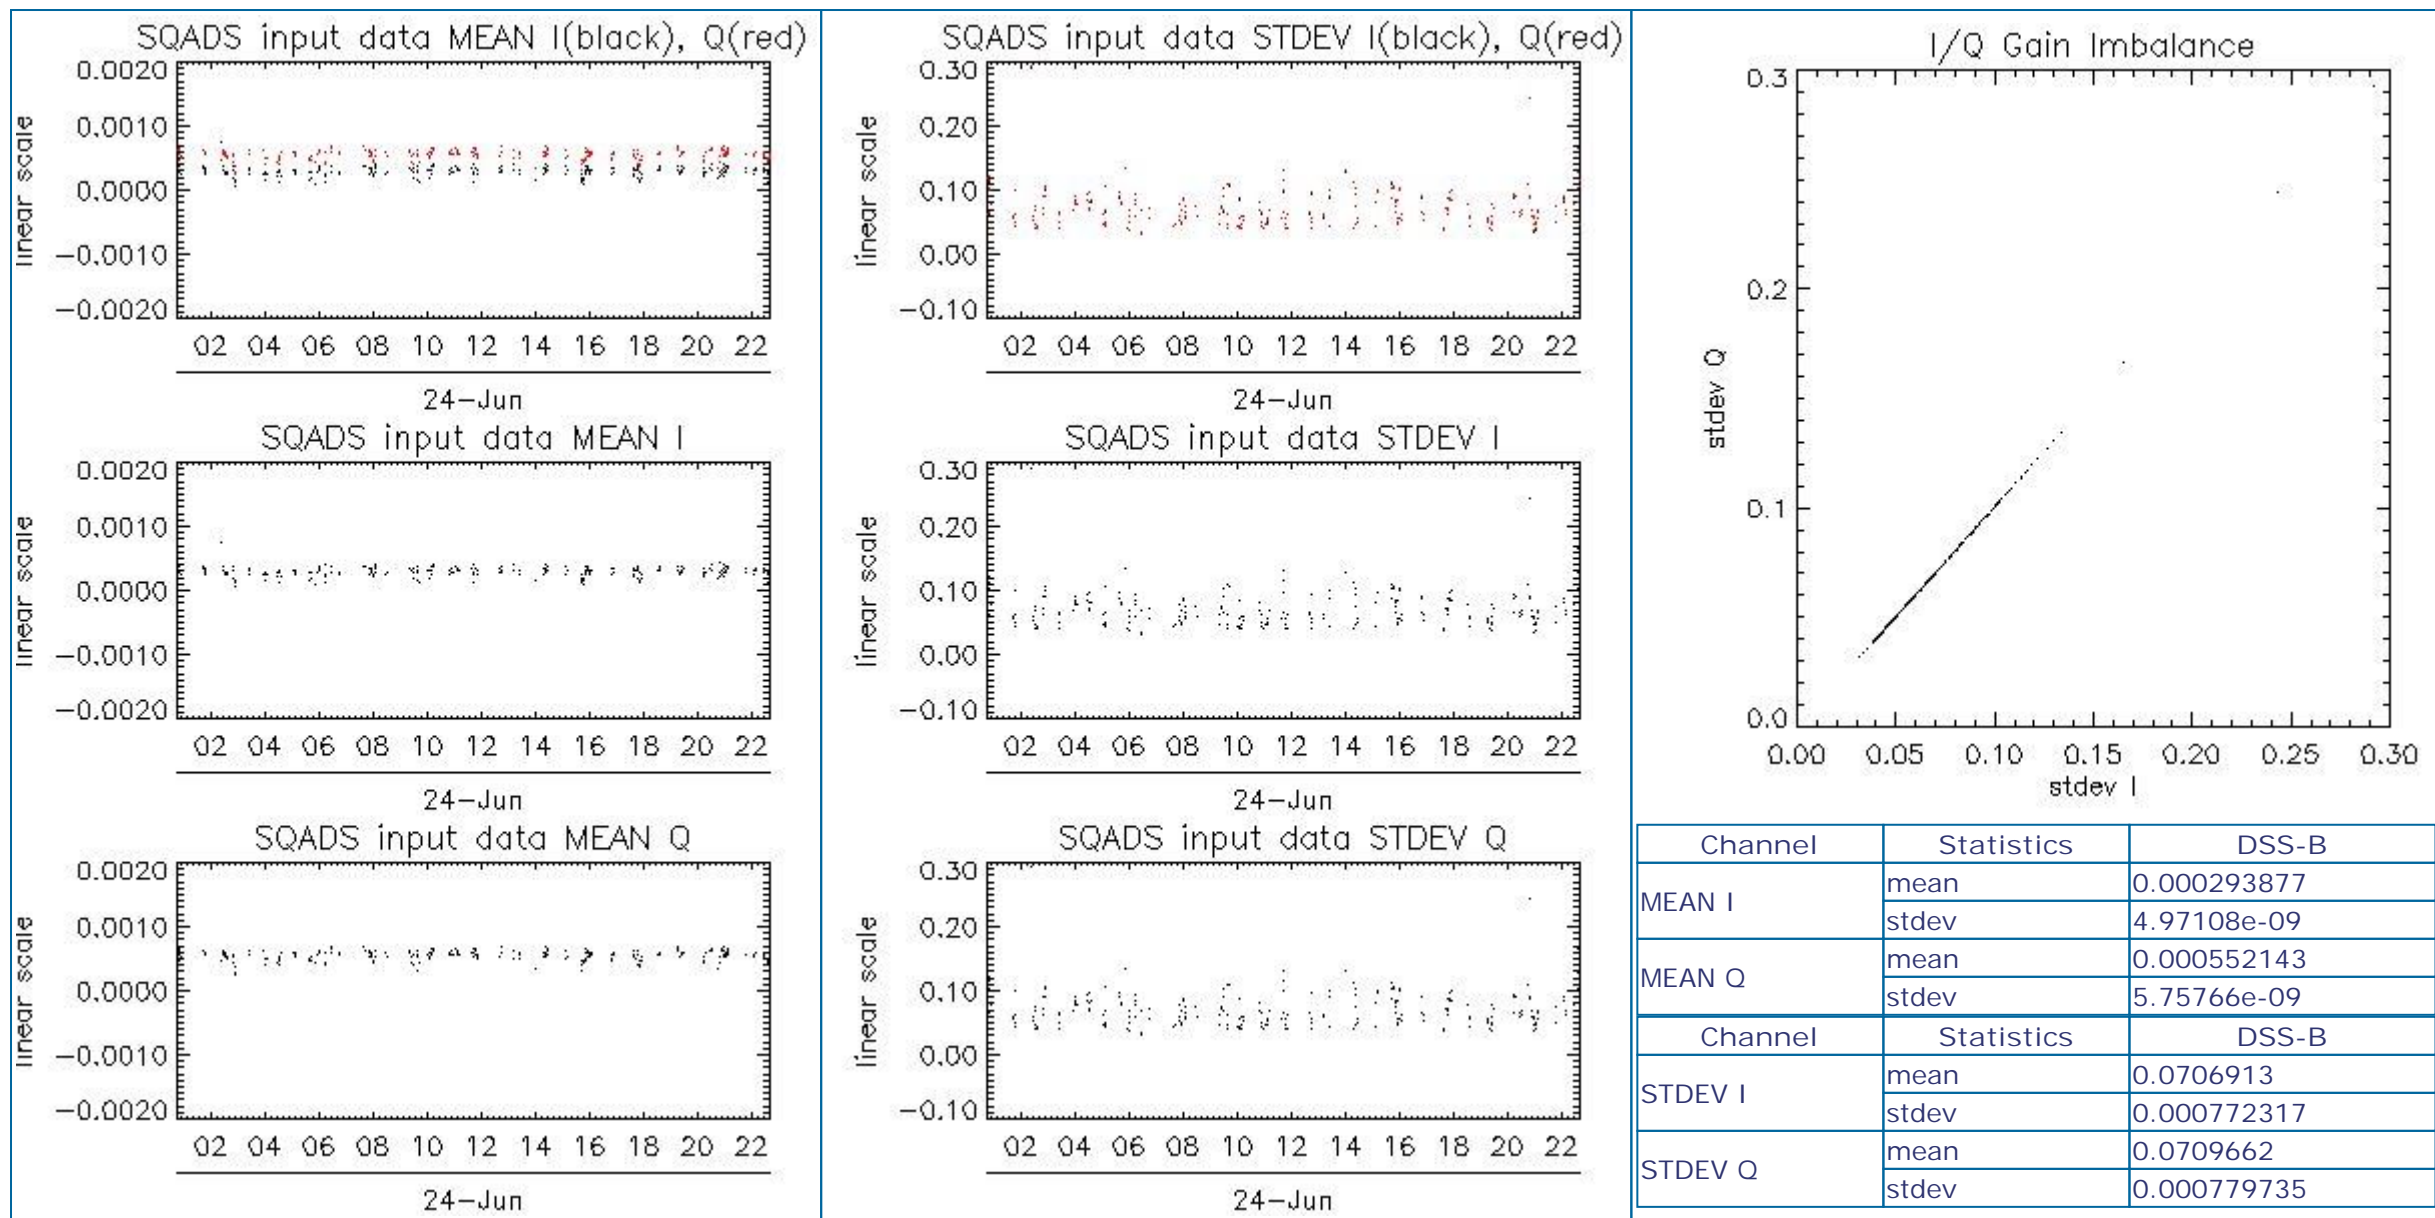 SQADS input data MEAN I(black), Q(red)
0.0020
0.0010
0.0000
−0.0010
−0.0020
linear scale
02 04 06 08 10 12 14 16 18 20 22
24−Jun
SQADS input data MEAN I
0.0020
0.0010
0.0000
−0.0010
−0.0020
linear scale
02 04 06 08 10 12 14 16 18 20 22
24−Jun
SQADS input data MEAN Q
0.0020
0.0010
0.0000
−0.0010
−0.0020
linear scale
02 04 06 08 10 12 14 16 18 20 22
24−Jun
SQADS input data STDEV I(black), Q(red)
0.30
0.20
0.10
0.00
−0.10
linear scale
02 04 06 08 10 12 14 16 18 20 22
24−Jun
SQADS input data STDEV I
0.30
0.20
0.10
0.00
−0.10
linear scale
02 04 06 08 10 12 14 16 18 20 22
24−Jun
SQADS input data STDEV Q
0.30
0.20
0.10
0.00
−0.10
linear scale
02 04 06 08 10 12 14 16 18 20 22
24−Jun
I/Q Gain Imbalance
0.3
0.2
0.1
0.0
stdev Q
0.00 0.05 0.10 0.15 0.20 0.25 0.30
stdev I
Channel Statistics DSS-B
MEAN I mean 0.000293877
stdev 4.97108e-09
MEAN Q mean 0.000552143
stdev 5.75766e-09
Channel Statistics DSS-B
STDEV I mean 0.0706913
stdev 0.000772317
STDEV Q mean 0.0709662
stdev 0.000779735